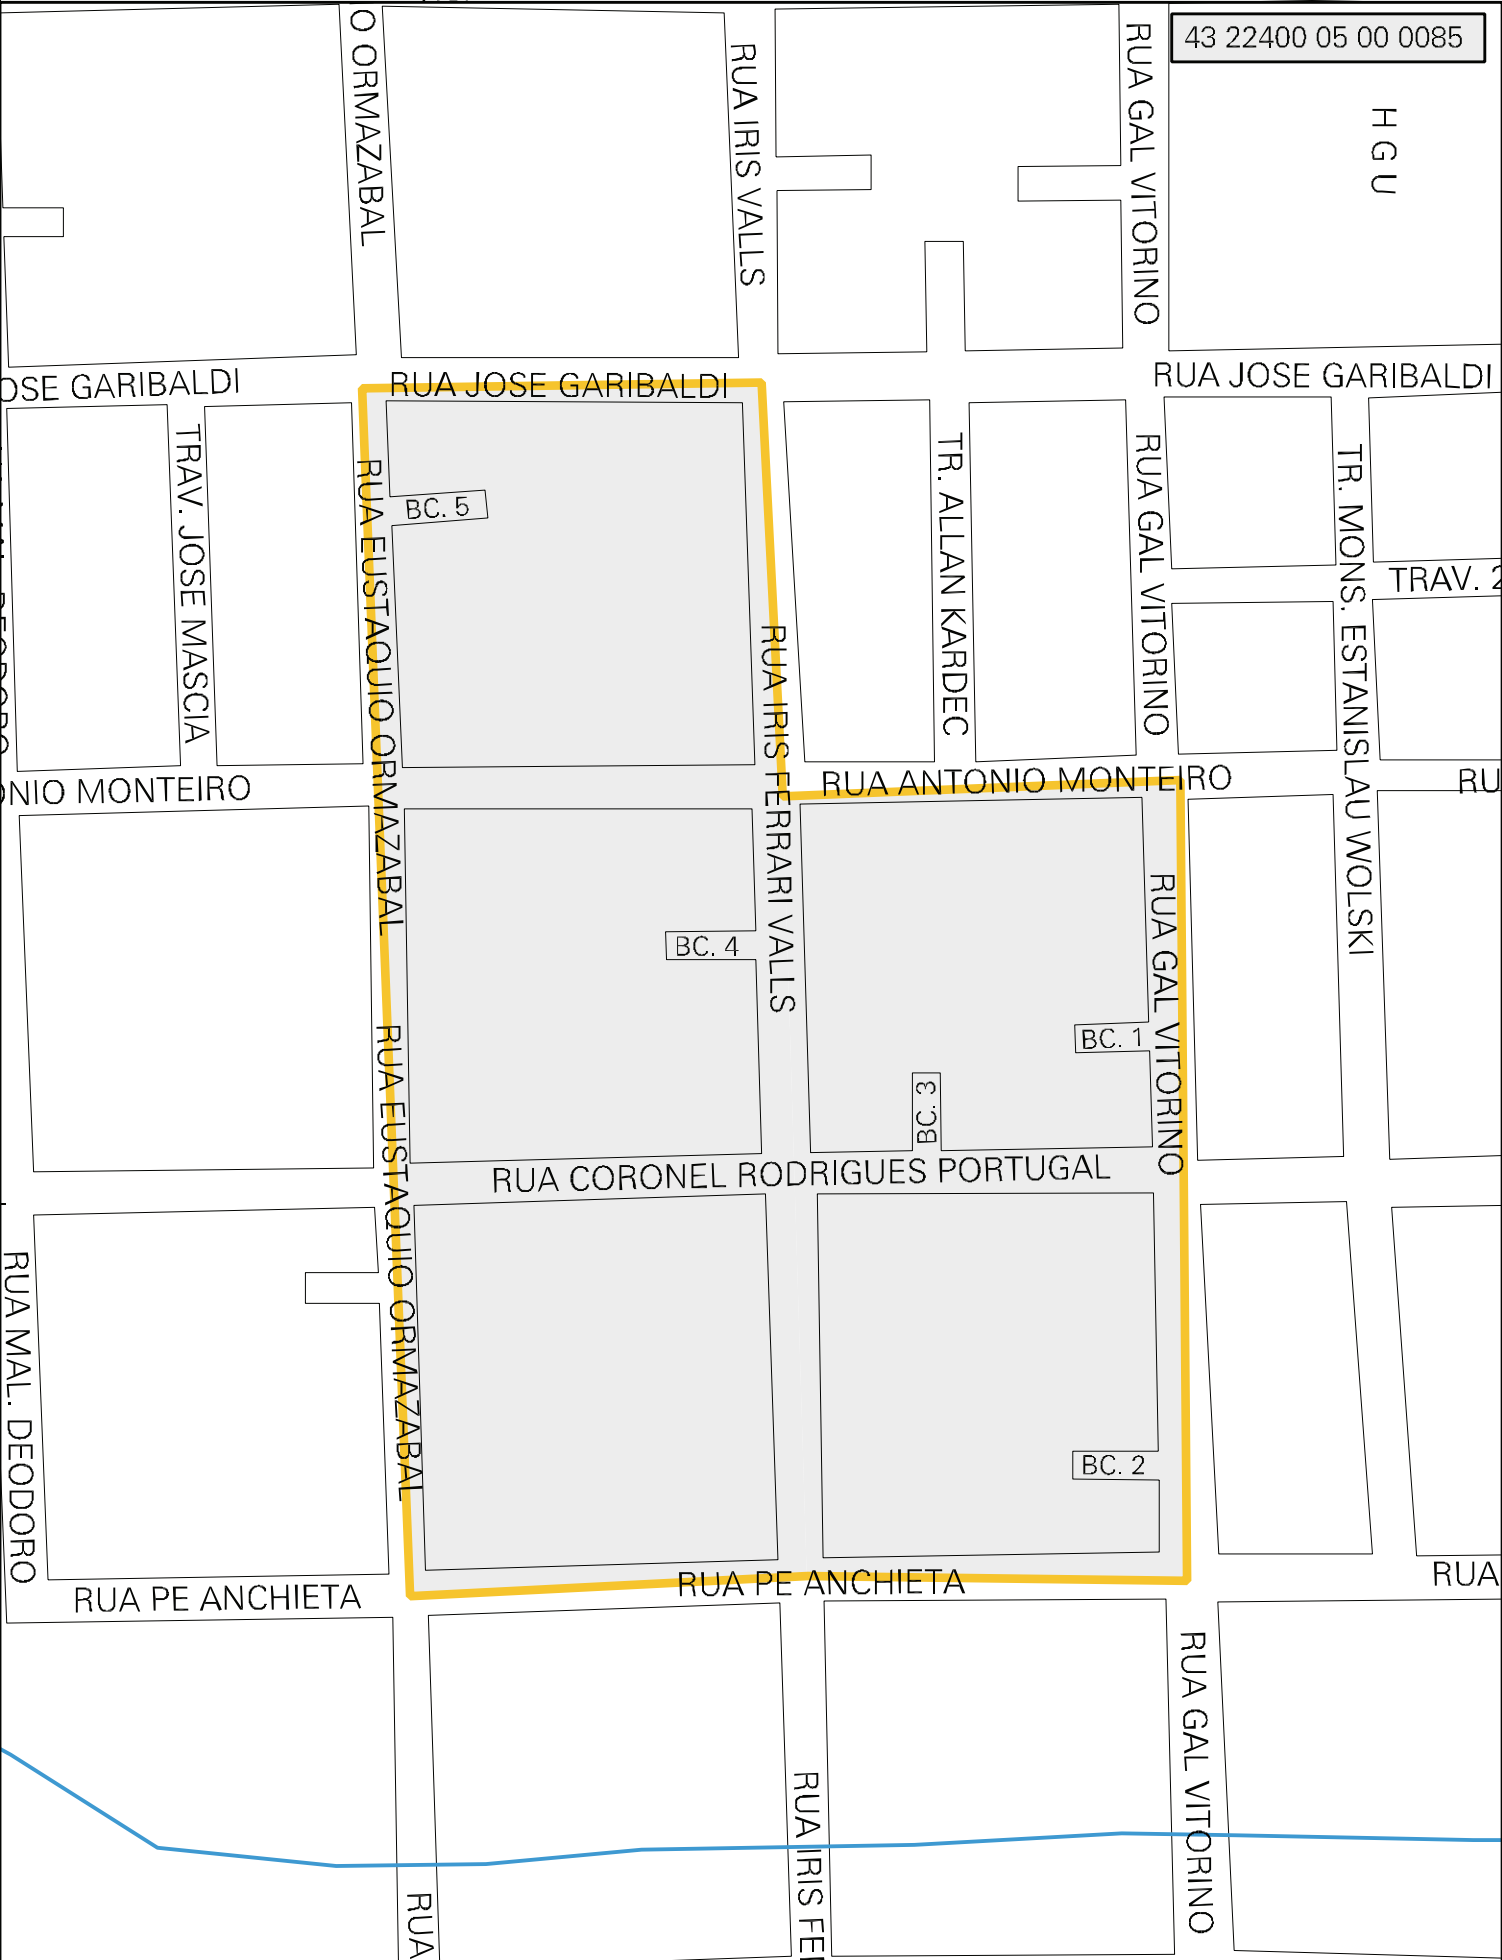 43 22400 05 00 0085
O ORMAZABAL
RUA IRIS VALLS
RUA GAL VITORINO
H G U
OSE GARIBALDI
RUA JOSE GARIBALDI
RUA JOSE GARIBALDI
TRAV. JOSE MASCIA
RUA EUSTAQUIO ORMAZABAL
BC. 5
RUA IRIS FERRARI VALLS
TR. ALLAN KARDEC
RUA GAL VITORINO
TR. MONS. ESTANISLAU WOLSKI
TRAV. 2
ONIO MONTEIRO
RUA ANTONIO MONTEIRO
RU
BC. 4
RUA GAL VITORINO
BC. 1
BC. 3
RUA EUSTAQUIO ORMAZABAL
RUA CORONEL RODRIGUES PORTUGAL
RUA MAL. DEODORO
BC. 2
RUA PE ANCHIETA
RUA PE ANCHIETA
RUA
RUA GAL VITORINO
RUA IRIS FE
RUA